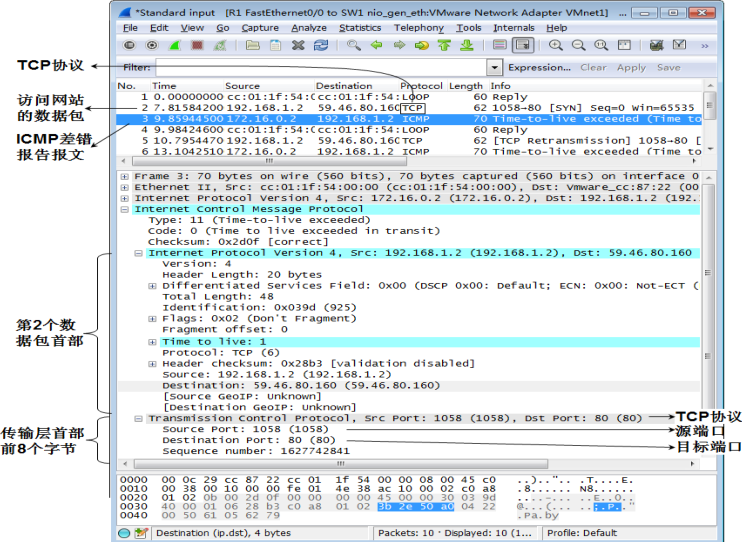 *Standard input [R1 FastEthernet0/0 to SW1 nio_gen_eth:VMware Network Adapter VMnet1] ...
File Edit View Go Capture Analyze Statistics Telephony Tools Internals Help
Filter: Expression... Clear Apply Save
No. Time Source Destination Protocol Length Info
1 0.00000000 cc:01:1f:54:(cc:01:1f:54:LOOP 60 Reply
2 7.81584200 192.168.1.2 59.46.80.160 TCP 62 1058→80 [SYN] Seq=0 Win=65535
3 9.85944500 172.16.0.2 192.168.1.2 ICMP 70 Time-to-live exceeded (Time to
4 9.98424600 cc:01:1f:54:(cc:01:1f:54:LOOP 60 Reply
5 10.7954470 192.168.1.2 59.46.80.160 TCP 62 [TCP Retransmission] 1058→80 [
6 13.1042510 172.16.0.2 192.168.1.2 ICMP 70 Time-to-live exceeded (Time to
TCP协议
访问网站
的数据包
ICMP差错
报告报文
Frame 3: 70 bytes on wire (560 bits), 70 bytes captured (560 bits) on interface 0
Ethernet II, Src: cc:01:1f:54:00:00 (cc:01:1f:54:00:00), Dst: Vmware_cc:87:22 (00
Internet Protocol Version 4, Src: 172.16.0.2 (172.16.0.2), Dst: 192.168.1.2 (192.
Internet Control Message Protocol
Type: 11 (Time-to-live exceeded)
Code: 0 (Time to live exceeded in transit)
Checksum: 0x2d0f [correct]
Internet Protocol Version 4, Src: 192.168.1.2 (192.168.1.2), Dst: 59.46.80.160
Version: 4
Header Length: 20 bytes
Differentiated Services Field: 0x00 (DSCP 0x00: Default; ECN: 0x00: Not-ECT (
Total Length: 48
Identification: 0x039d (925)
Flags: 0x02 (Don't Fragment)
Fragment offset: 0
Time to live: 1
Protocol: TCP (6)
Header checksum: 0x28b3 [validation disabled]
Source: 192.168.1.2 (192.168.1.2)
Destination: 59.46.80.160 (59.46.80.160)
[Source GeoIP: Unknown]
[Destination GeoIP: Unknown]
Transmission Control Protocol, Src Port: 1058 (1058), Dst Port: 80 (80)
Source Port: 1058 (1058)
Destination Port: 80 (80)
Sequence number: 1627742841
第2个数
据包首部
传输层首部
前8个字节
TCP协议
源端口
目标端口
0000 00 0c 29 cc 87 22 cc 01 1f 54 00 00 08 00 45 c0 ..).."...T....E.
0010 00 38 00 10 00 00 fe 01 4e 38 ac 10 00 02 c0 a8 .8......N8......
0020 01 02 0b 00 2d 0f 00 00 00 00 45 00 00 30 03 9d ....-.....E..0..
0030 40 00 01 06 28 b3 c0 a8 01 02 3b 2e 50 a0 04 22 @...(.....;.P.."
0040 00 50 61 05 62 79 .Pa.by
Destination (ip.dst), 4 bytes Packets: 10 · Displayed: 10 (1... Profile: Default